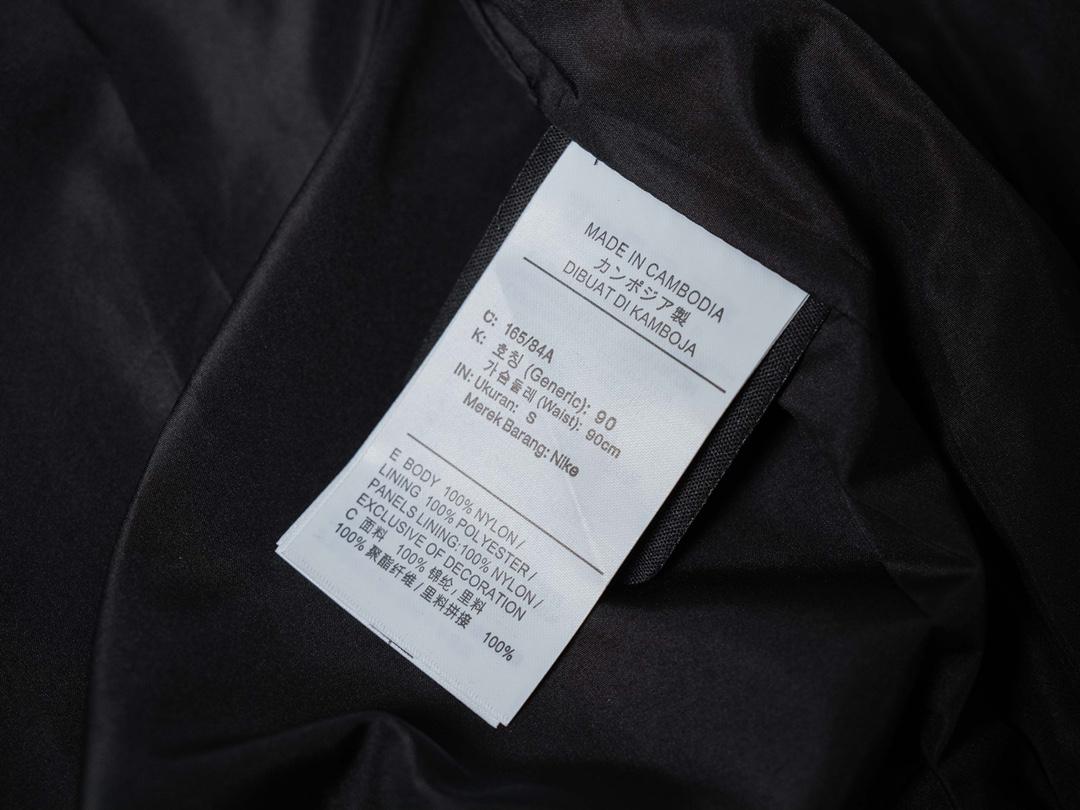 MADE IN CAMBODIA
カンポジア製
DIBUAT DI KAMBOJA
C: 165/84A
K: 호칭 (Generic): 90
가슴둘레 (Waist): 90cm
IN: Ukuran: S
Merek Barang: Nike
E BODY 100% NYLON /
LINING 100% POLYESTER /
PANELS LINING:100% NYLON /
EXCLUSIVE OF DECORATION
C 面料 100% 锦纶 / 里料
100% 聚酯纤维 / 里料拼接
100%